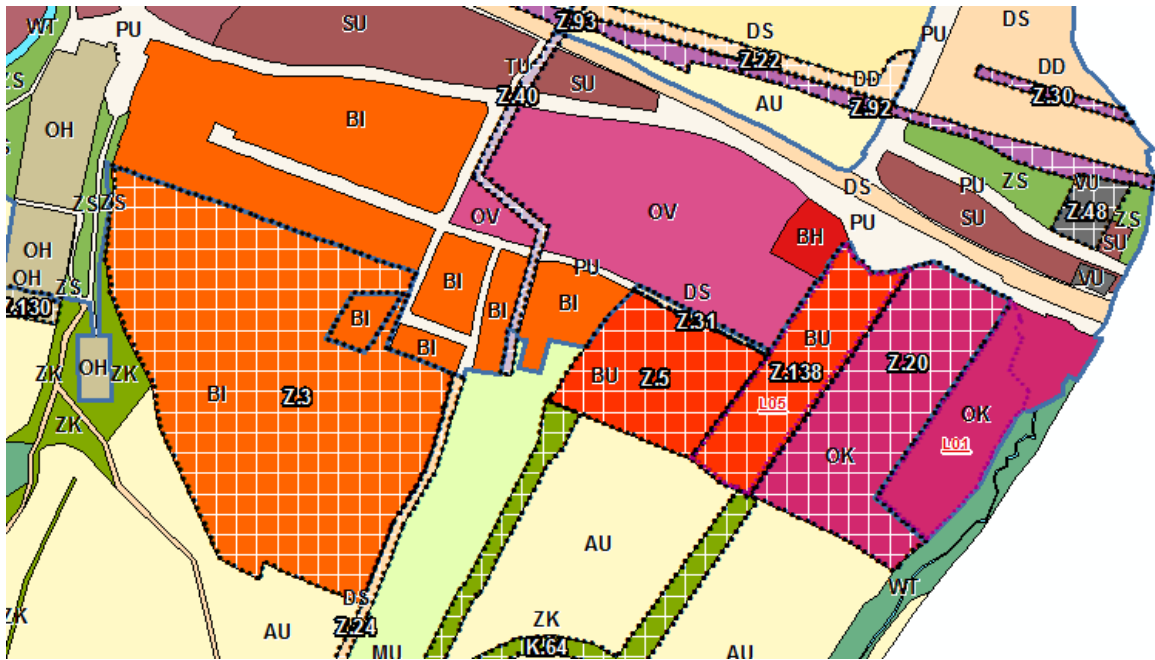 WT
PU
SU
Z.93
DS
PU
DS
TU
Z.22
DD
DD
ZS
SU
Z.40
AU
Z.92
Z.30
OH
BI
ZS
ZS
OV
OV
DS
PU
PU
SU
ZS
VU
Z.48
ZS
SU
VU
BH
OH
OH
ZS
Z.130
BI
BI
BI
BI
BI
PU
DS
Z.31
BU
Z.138
L05
Z.20
OH
ZK
ZK
ZK
BI
Z.3
BU
Z.5
OK
OK
L01
AU
WT
DS
Z.24
AU
MU
ZK
K.64
AU
ZK